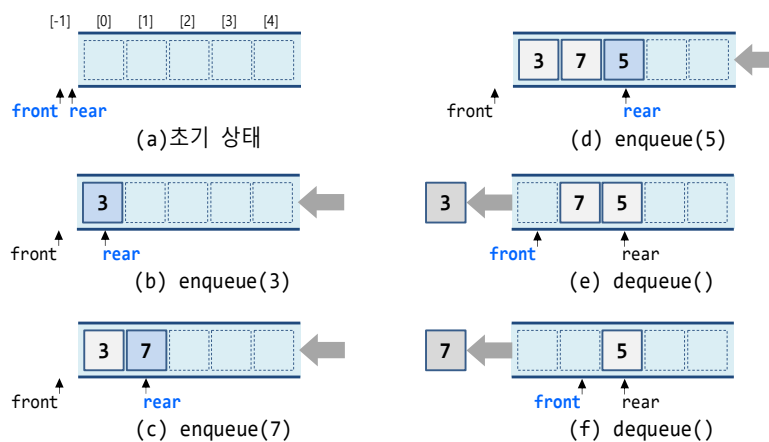 [-1] [0] [1] [2] [3] [4]
front rear
(a)초기 상태
3
front rear
(b) enqueue(3)
3 7
front rear
(c) enqueue(7)
3 7 5
front rear
(d) enqueue(5)
3 7 5
front rear
(e) dequeue()
7 5
front rear
(f) dequeue()